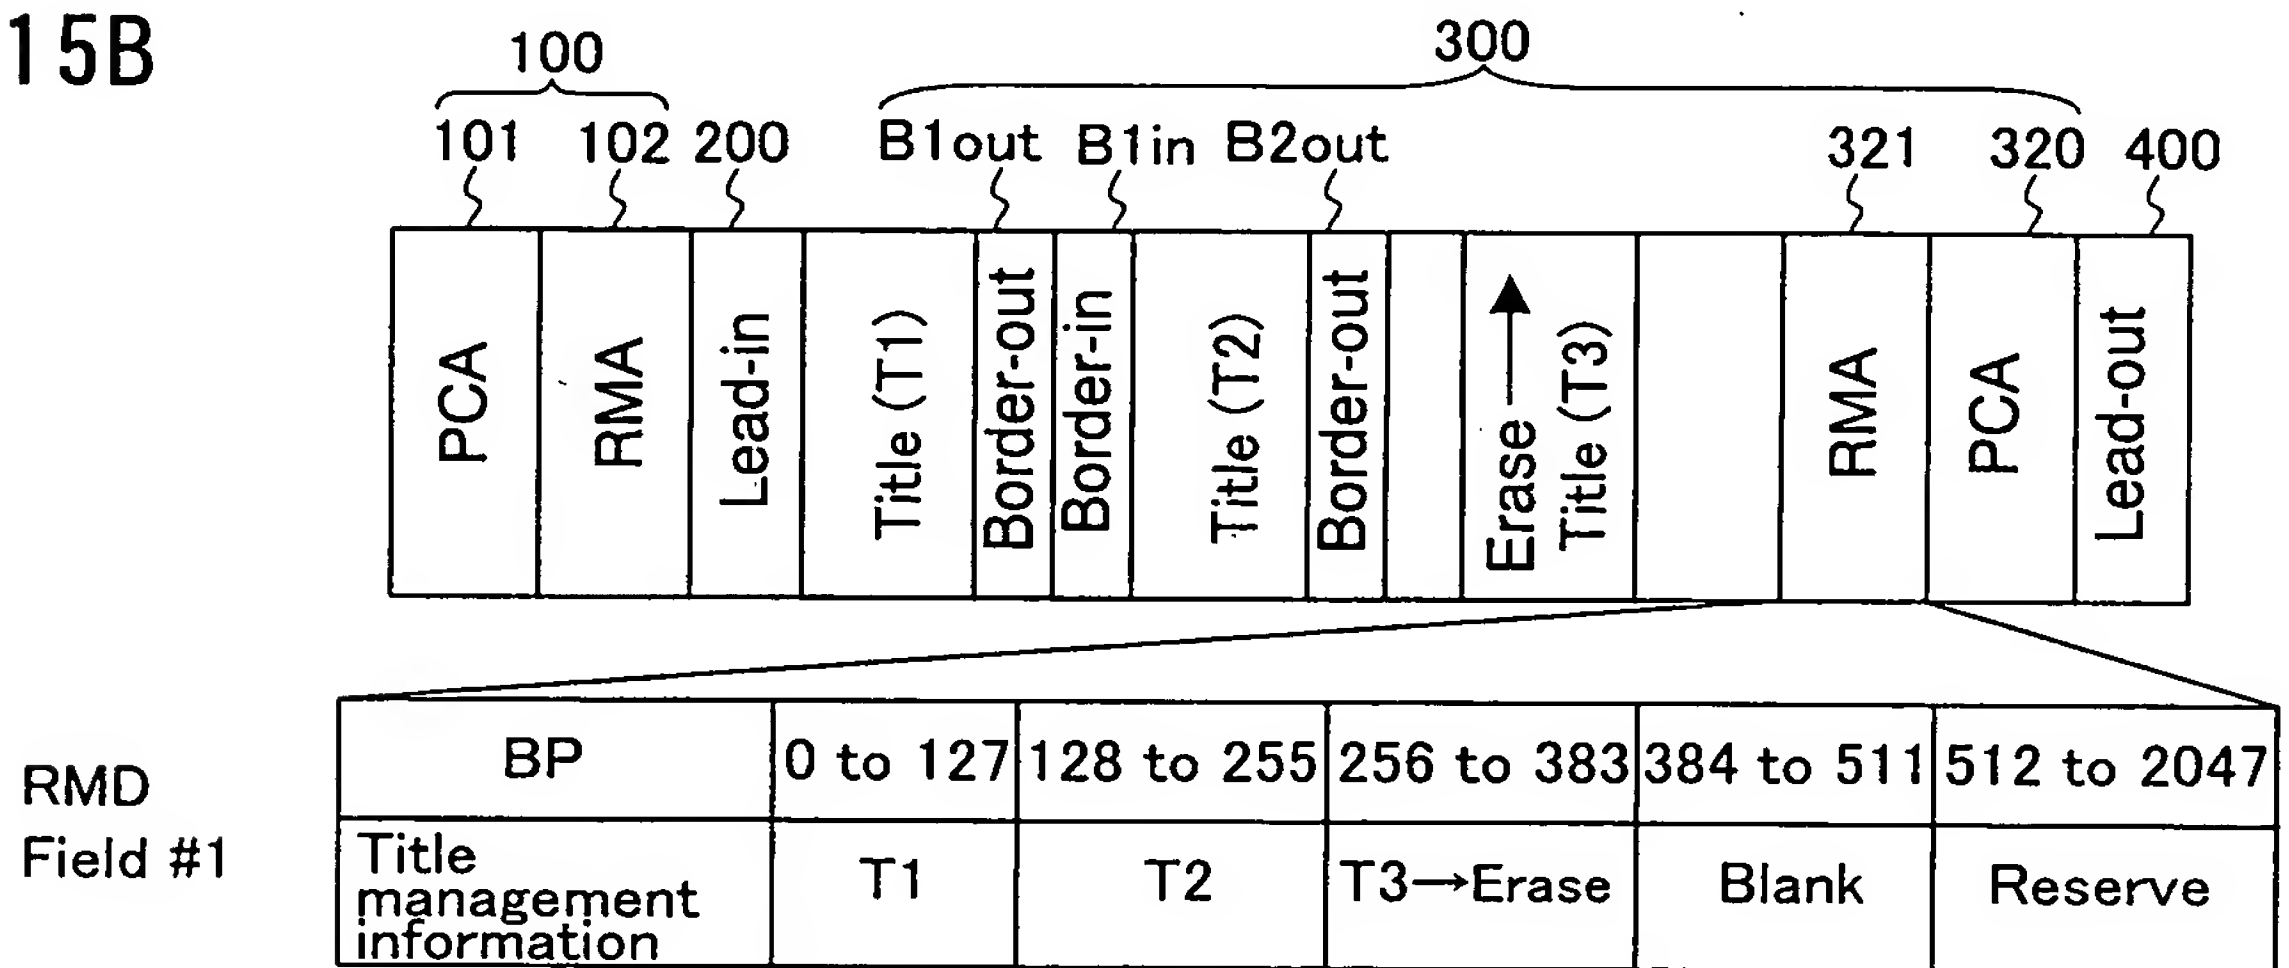 15B
100
300
101 102 200 B1out B1in B2out 321 320 400
PCA
RMA
Lead-in
Title (T1)
Border-out
Border-in
Title (T2)
Border-out
Erase →
Title (T3)
RMA
PCA
Lead-out
RMD
Field #1
BP 0 to 127 128 to 255 256 to 383 384 to 511 512 to 2047
Title
management
information
T1 T2 T3→Erase Blank Reserve